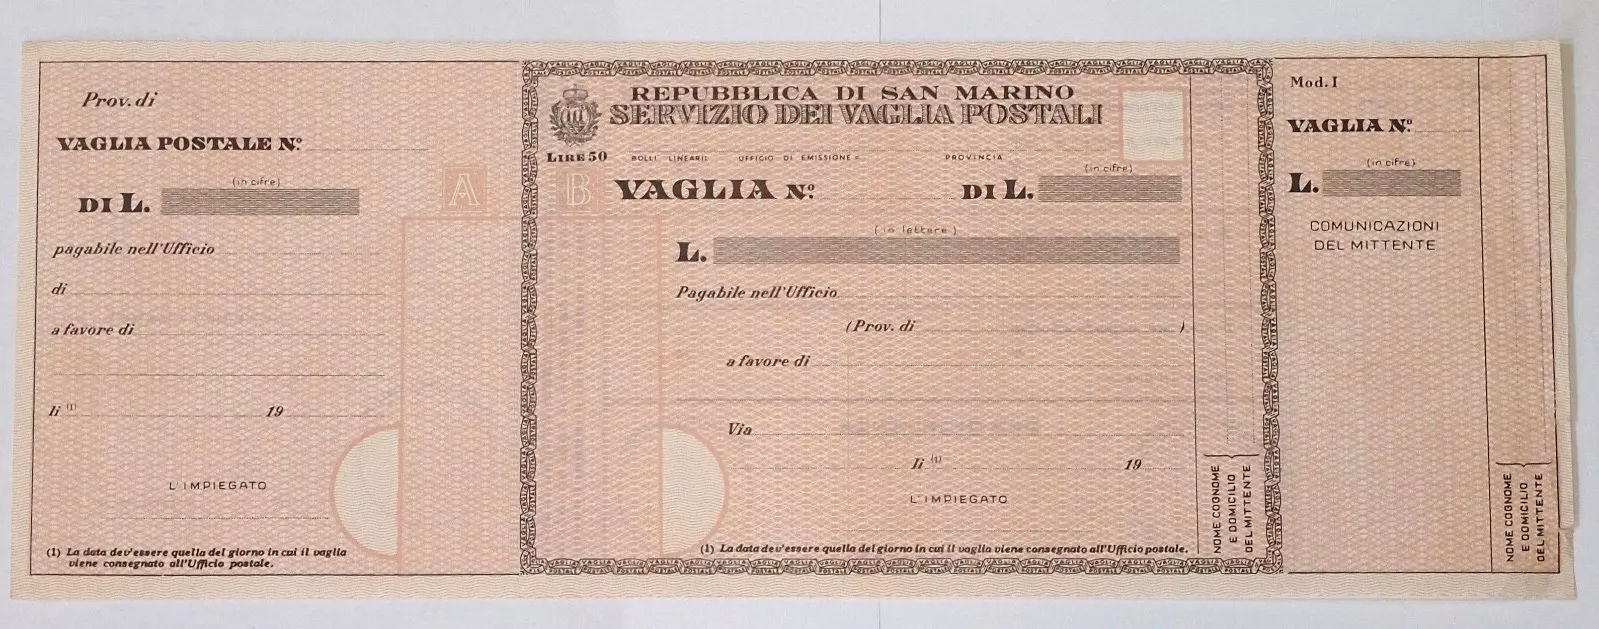 Prov. di
VAGLIA POSTALE N.º
(in cifre)
DI L.
pagabile nell'Ufficio
di
a favore di
li (1) 19
L'IMPIEGATO
(1) La data dev'essere quella del giorno in cui il vaglia
viene consegnato all'Ufficio postale.
A
B
REPUBBLICA DI SAN MARINO
SERVIZIO DEI VAGLIA POSTALI
LIRE 50 BOLLI LINEARI: UFFICIO DI EMISSIONE = PROVINCIA
(in cifre)
VAGLIA N.º DI L.
(in lettere)
L.
Pagabile nell'Ufficio
(Prov. di )
a favore di
Via
li (1) 19
L'IMPIEGATO
(1) La data dev'essere quella del giorno in cui il vaglia viene consegnato all'Ufficio postale.
NOME COGNOME
E DOMICILIO
DEL MITTENTE
Mod. I
VAGLIA N.º
(in cifre)
L.
COMUNICAZIONI
DEL MITTENTE
NOME COGNOME
E DOMICILIO
DEL MITTENTE